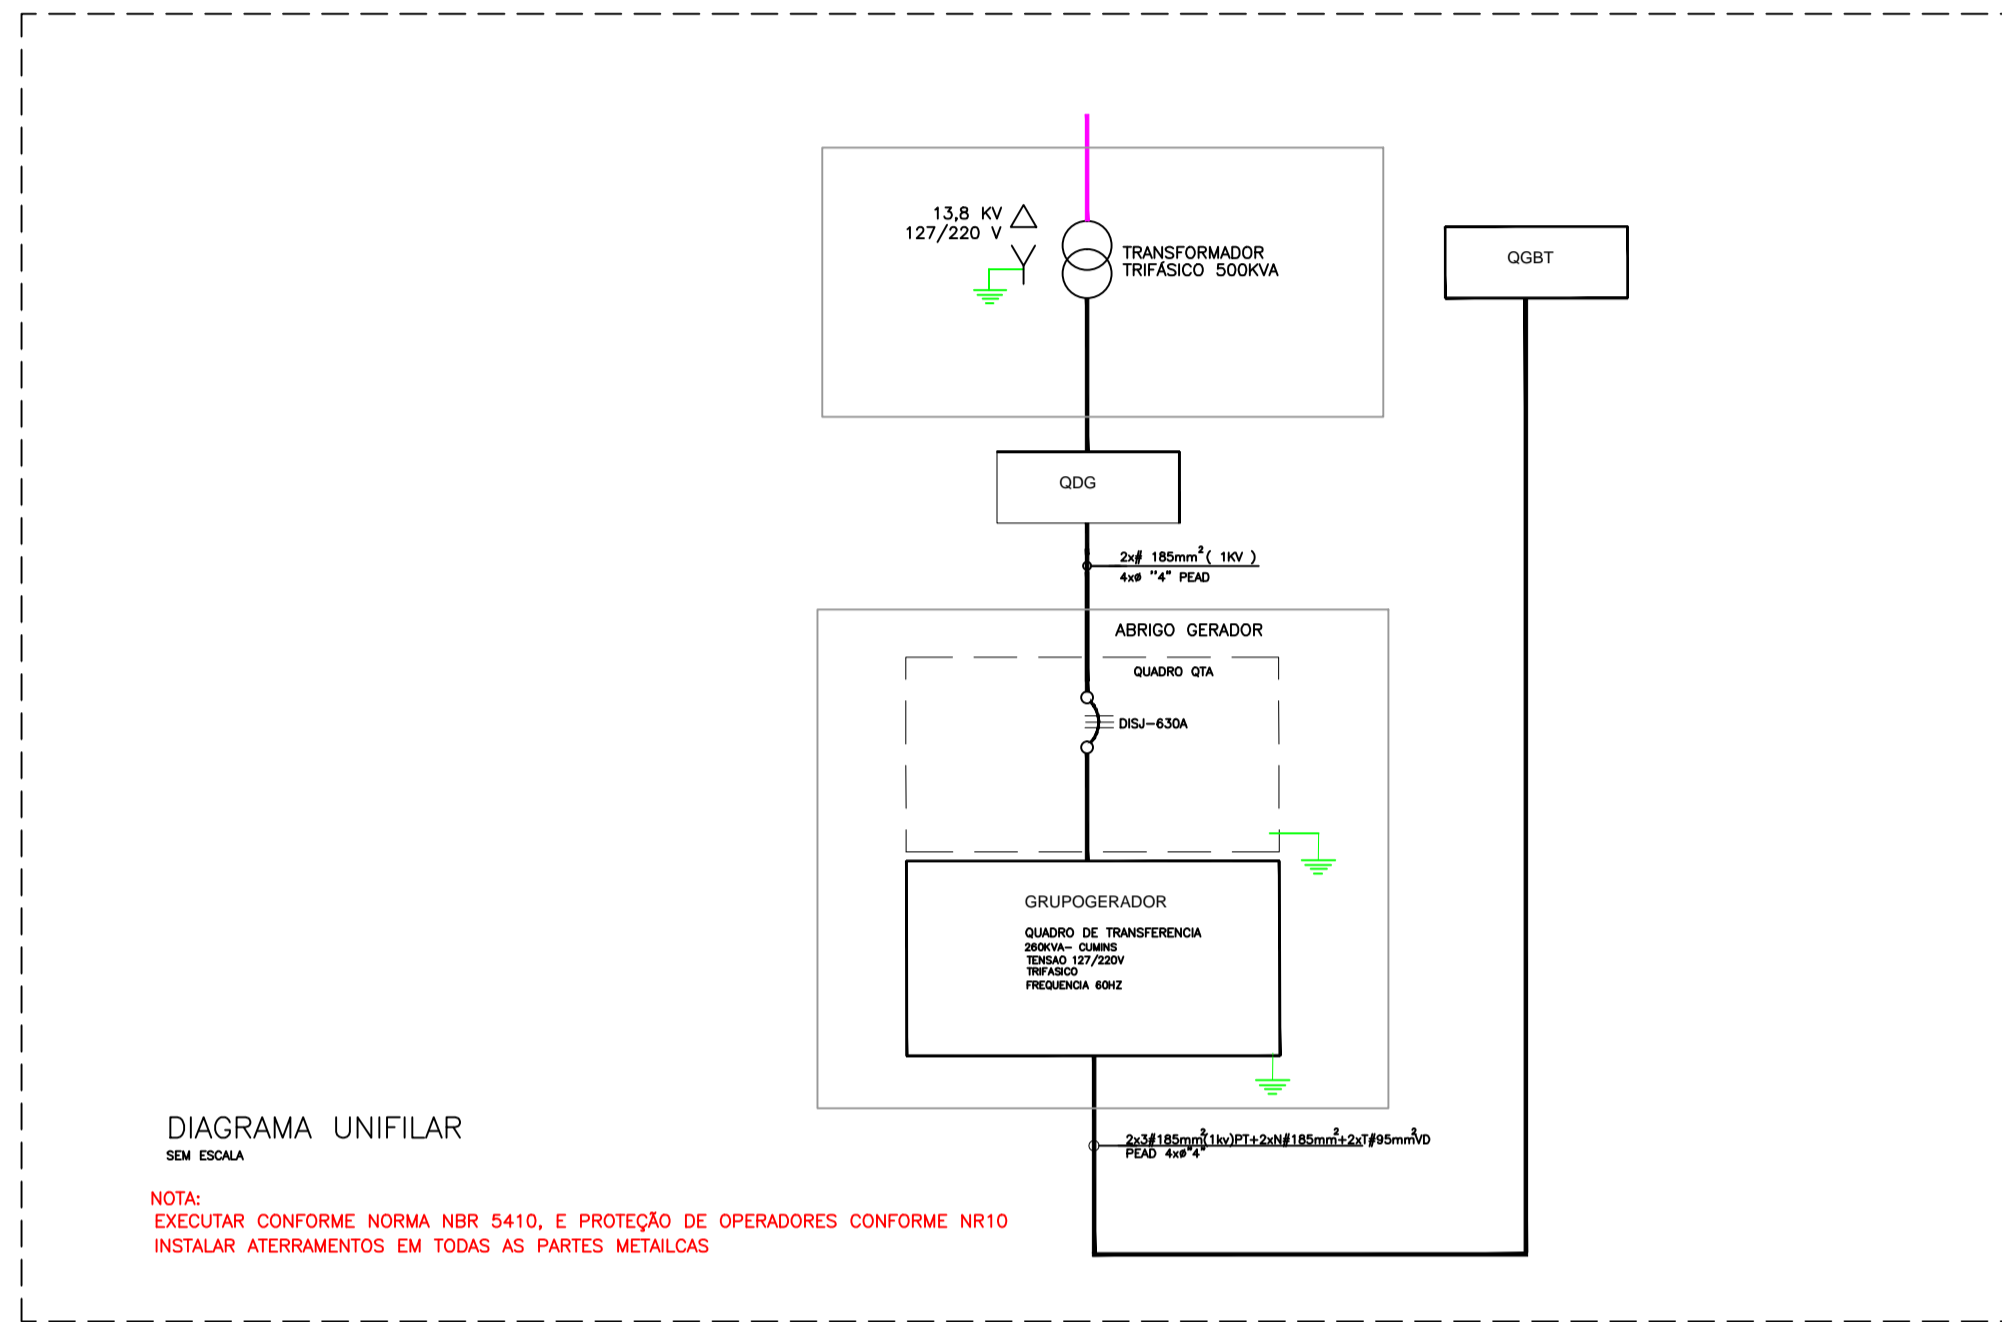 13,8 KV
127/220 V
TRANSFORMADOR
TRIFÁSICO 500KVA
QGBT
QDG
2x# 185mm² ( 1KV )
4xø "4" PEAD
ABRIGO GERADOR
QUADRO QTA
DISJ-630A
GRUPOGERADOR
QUADRO DE TRANSFERENCIA
260KVA- CUMINS
TENSAO 127/220V
TRIFASICO
FREQUENCIA 60HZ
2x3#185mm²(1kv)PT+2xN#185mm²+2xT#95mm²VD
PEAD 4xø"4"
DIAGRAMA UNIFILAR
SEM ESCALA
NOTA:
EXECUTAR CONFORME NORMA NBR 5410, E PROTEÇÃO DE OPERADORES CONFORME NR10
INSTALAR ATERRAMENTOS EM TODAS AS PARTES METAILCAS